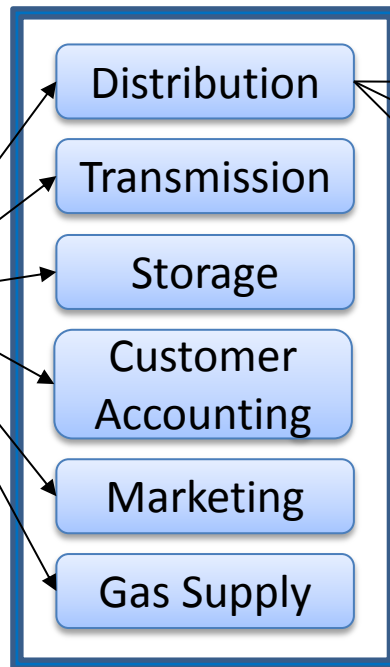 Distribution
Transmission
Storage
Customer
Accounting
Marketing
Gas Supply